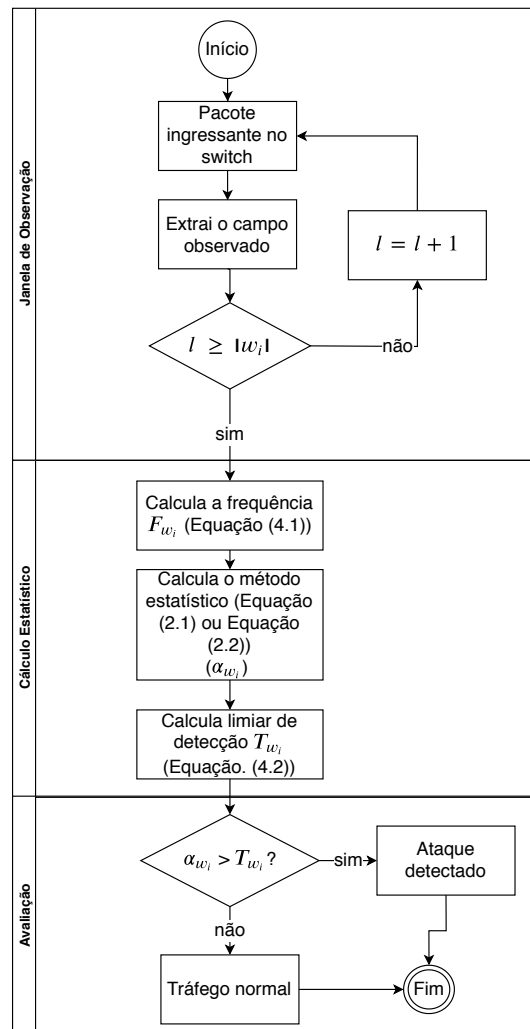 Janela de Observação
Início
Pacote
ingressante no
switch
Extrai o campo
observado
l = l + 1
l ≥ |w_i|
não
sim
Cálculo Estatístico
Calcula a frequência
F_{w_i} (Equação (4.1))
Calcula o método
estatístico (Equação
(2.1) ou Equação
(2.2))
(α_{w_i})
Calcula limiar de
detecção T_{w_i}
(Equação. (4.2))
Avaliação
α_{w_i} > T_{w_i} ?
sim
Ataque
detectado
não
Tráfego normal
Fim